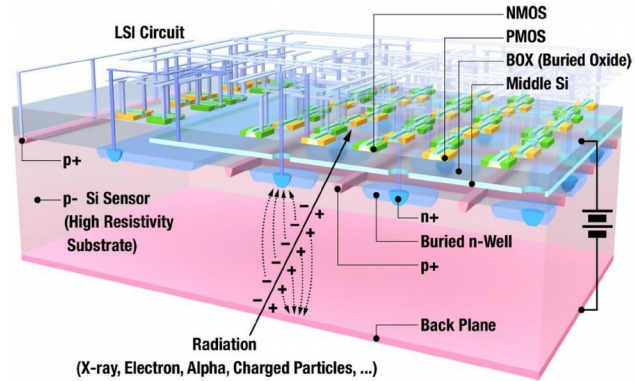 LSI Circuit
NMOS
PMOS
BOX (Buried Oxide)
Middle Si
p+
p- Si Sensor
(High Resistivity
Substrate)
n+
Buried n-Well
p+
Back Plane
Radiation
(X-ray, Electron, Alpha, Charged Particles, ...)